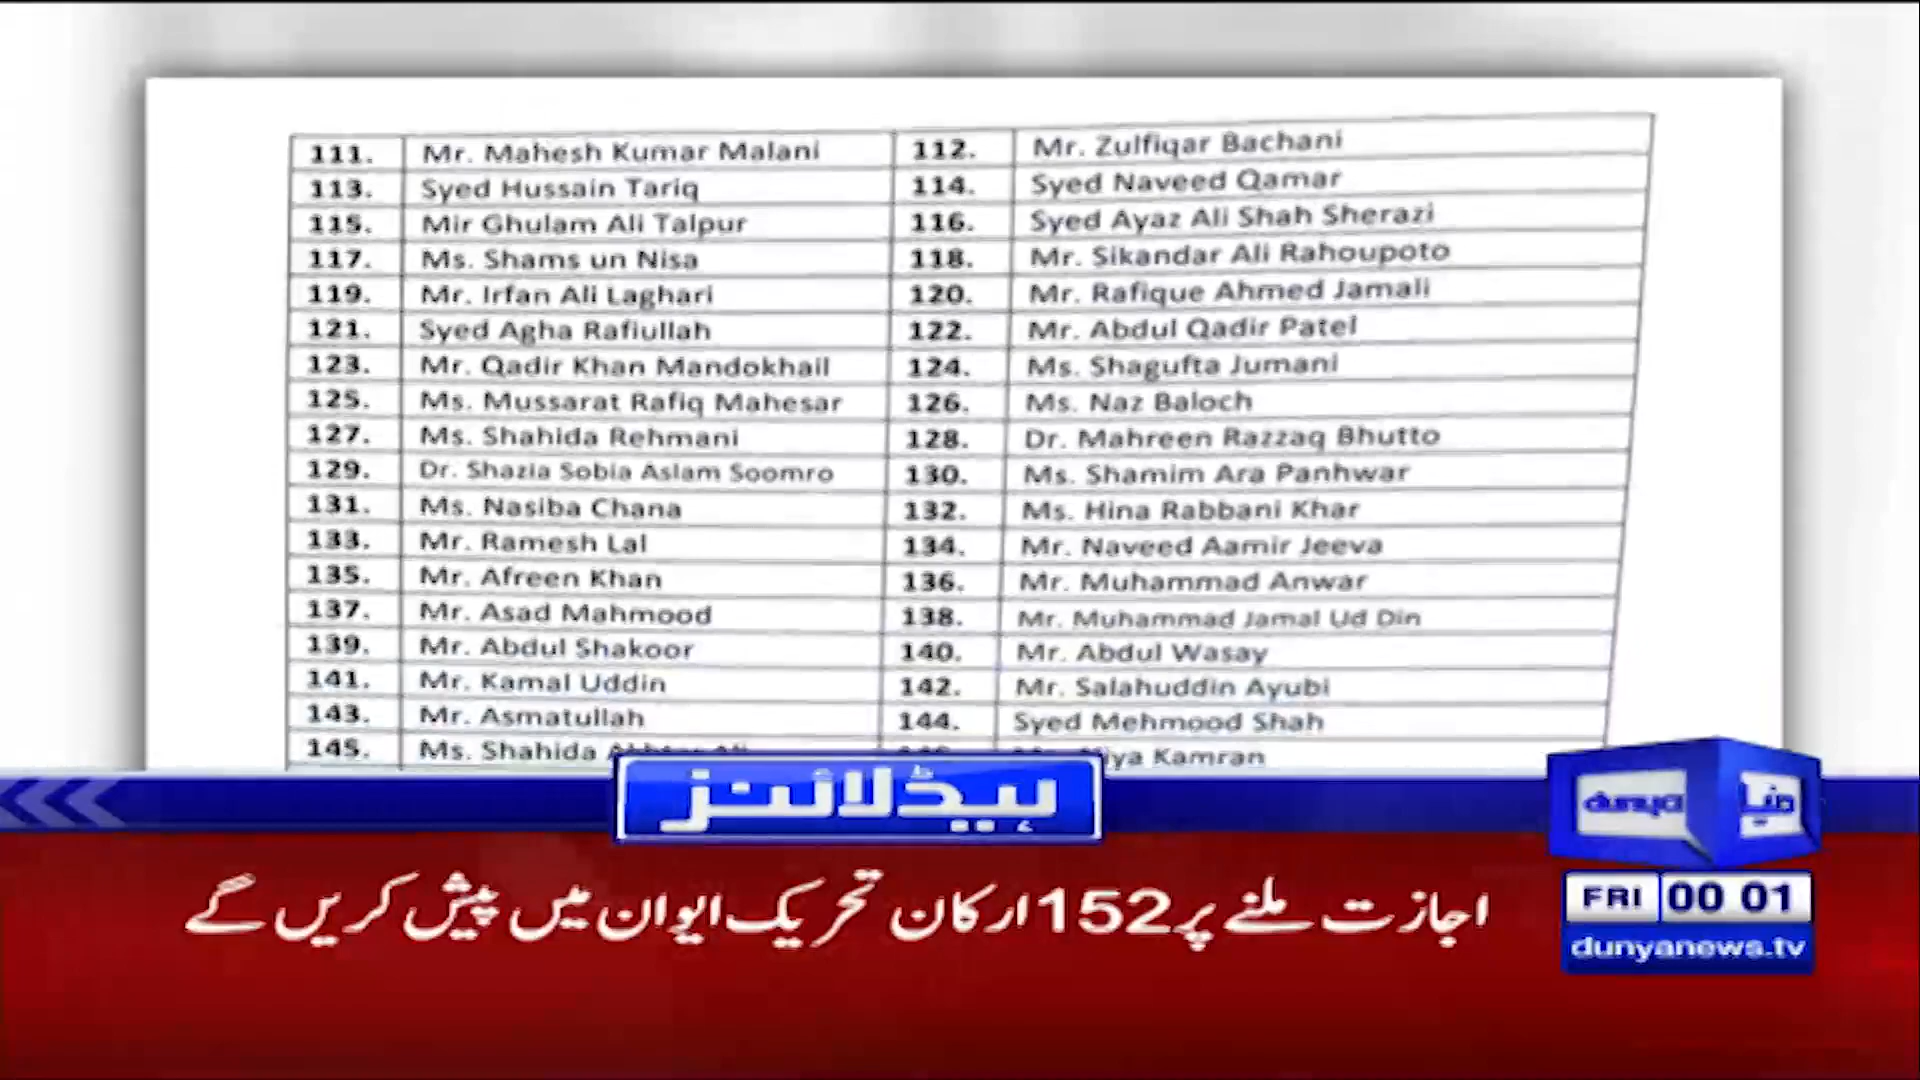 111. Mr. Mahesh Kumar Malani 112. Mr. Zulfiqar Bachani
113. Syed Hussain Tariq 114. Syed Naveed Qamar
115. Mir Ghulam Ali Talpur 116. Syed Ayaz Ali Shah Sherazi
117. Ms. Shams un Nisa 118. Mr. Sikandar Ali Rahoupoto
119. Mr. Irfan Ali Laghari 120. Mr. Rafique Ahmed Jamali
121. Syed Agha Rafiullah 122. Mr. Abdul Qadir Patel
123. Mr. Qadir Khan Mandokhail 124. Ms. Shagufta Jumani
125. Ms. Mussarat Rafiq Mahesar 126. Ms. Naz Baloch
127. Ms. Shahida Rehmani 128. Dr. Mahreen Razzaq Bhutto
129. Dr. Shazia Sobia Aslam Soomro 130. Ms. Shamim Ara Panhwar
131. Ms. Nasiba Chana 132. Ms. Hina Rabbani Khar
133. Mr. Ramesh Lal 134. Mr. Naveed Aamir Jeeva
135. Mr. Afreen Khan 136. Mr. Muhammad Anwar
137. Mr. Asad Mahmood 138. Mr. Muhammad Jamal Ud Din
139. Mr. Abdul Shakoor 140. Mr. Abdul Wasay
141. Mr. Kamal Uddin 142. Mr. Salahuddin Ayubi
143. Mr. Asmatullah 144. Syed Mehmood Shah
145. Ms. Shahida Kamran
ہیڈلائنز
dunya دنیا
اجازت ملنے پر 152 ارکان تحریک ایوان میں پیش کریں گے
FRI 00 01
dunyanews.tv